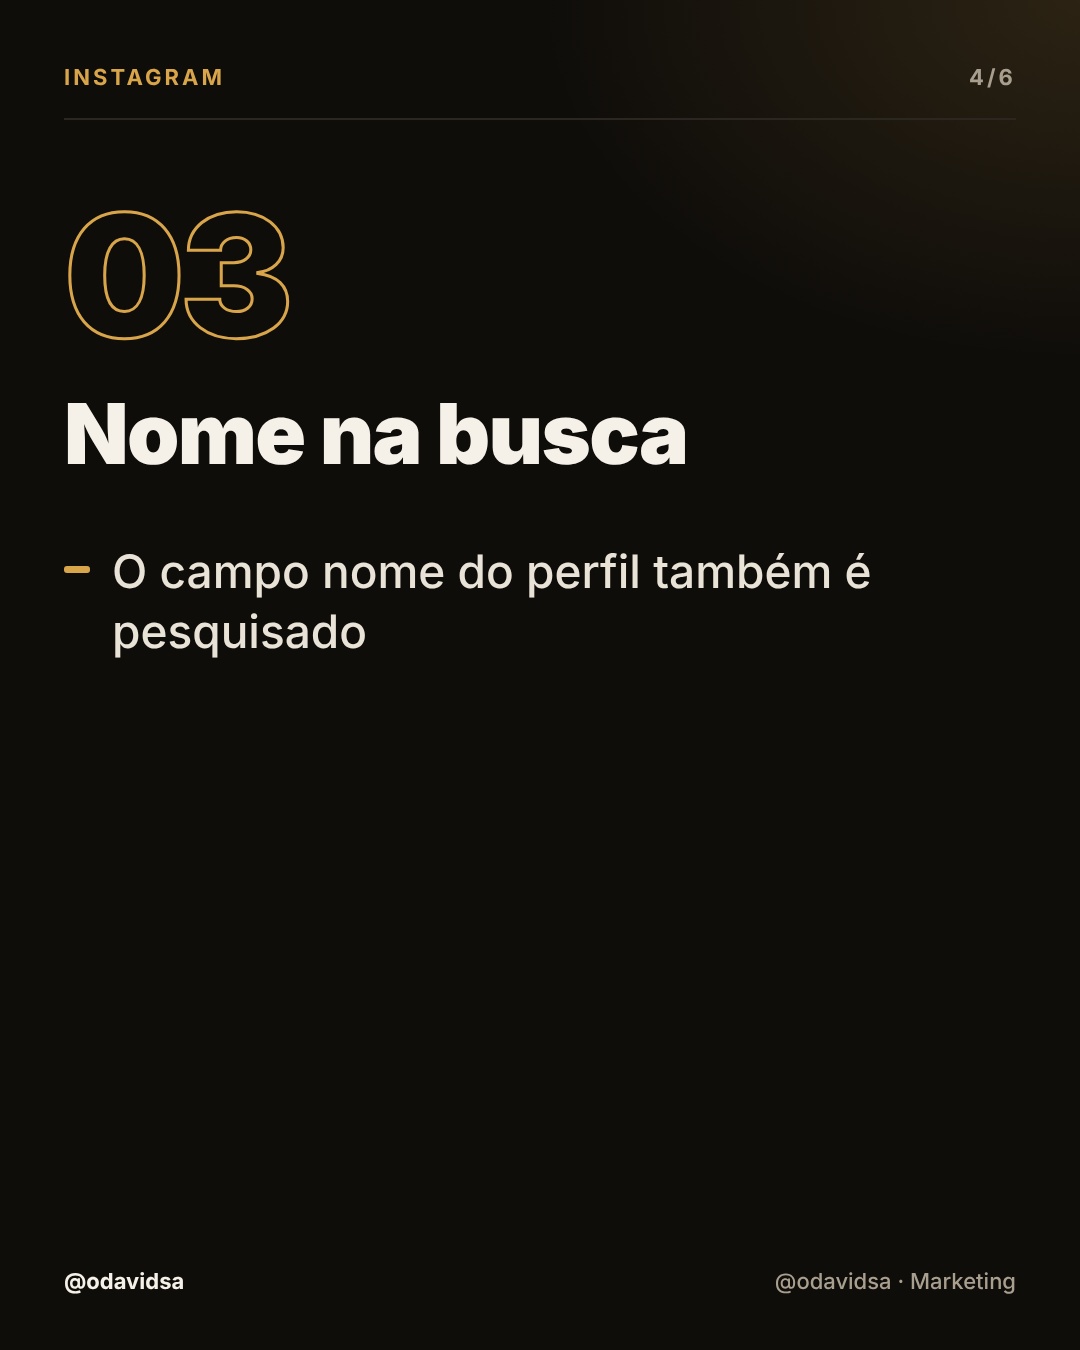 INSTAGRAM
4/6
03
Nome na busca
O campo nome do perfil também é
pesquisado
@odavidsa
@odavidsa · Marketing